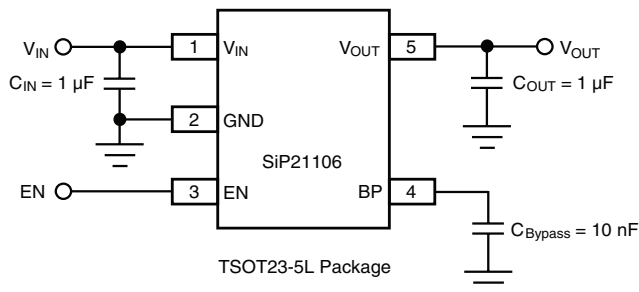 V_IN 1 V_IN V_OUT 5 V_OUT
C_IN = 1 µF C_OUT = 1 µF
2 GND
SiP21106
EN 3 EN BP 4
C_Bypass = 10 nF
TSOT23-5L Package